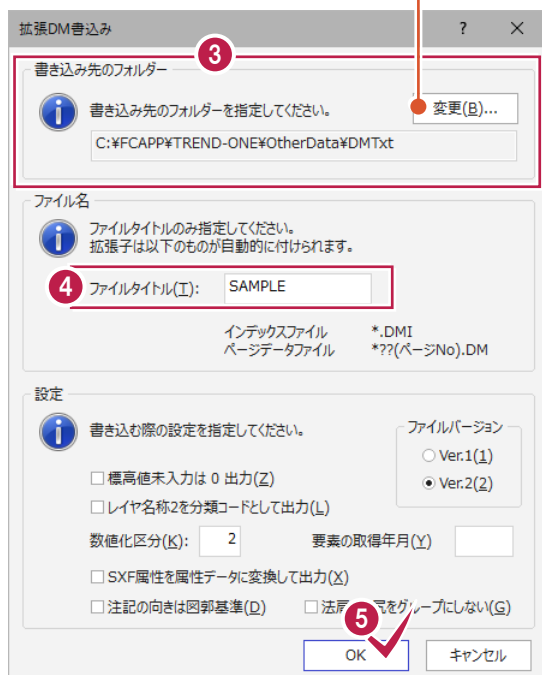 拡張DM書込み ? ×
3
書き込み先のフォルダー
書き込み先のフォルダーを指定してください。 変更(B)...
C:¥FCAPP¥TREND-ONE¥OtherData¥DMTxt
ファイル名
ファイルタイトルのみ指定してください。
拡張子は以下のものが自動的に付けられます。
4 ファイルタイトル(T): SAMPLE
インデックスファイル *.DMI
ページデータファイル *??(ページNo).DM
設定
書き込む際の設定を指定してください。
ファイルバージョン
Ver.1(1)
Ver.2(2)
標高値未入力は 0 出力(Z)
レイヤ名称2を分類コードとして出力(L)
数値化区分(K): 2 要素の取得年月(Y)
SXF属性を属性データに変換して出力(X)
注記の向きは図郭基準(D) 法肩 尻をグループにしない(G)
5
OK キャンセル